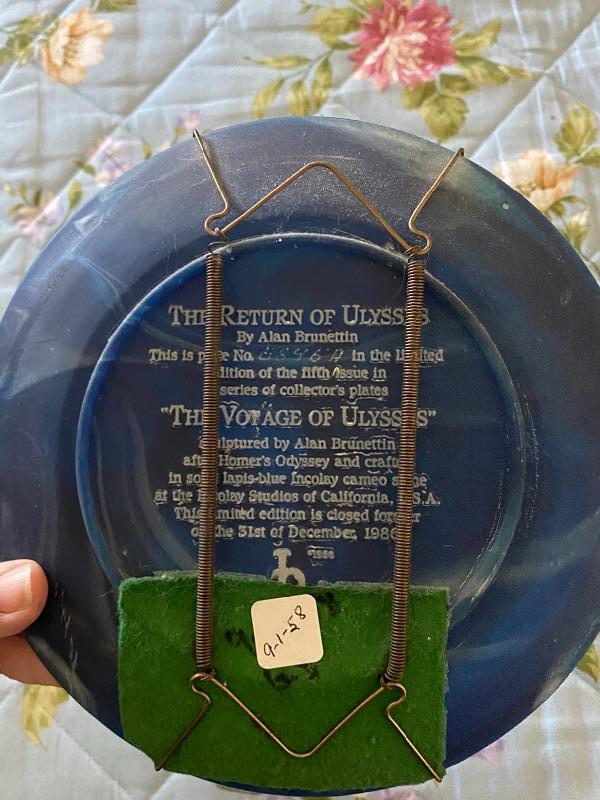 THE RETURN OF ULYSSES
By Alan Brunettin
This is plate No. in the limited
edition of the fifth issue in
series of collector's plates
"THE VOYAGE OF ULYSSES"
sculptured by Alan Brunettin
after Homer's Odyssey and crafted
in solid lapis-blue Incolay cameo stone
at the Incolay Studios of California, U.S.A.
This limited edition is closed forever
on the 31st of December, 1986
©1986
9-1-58